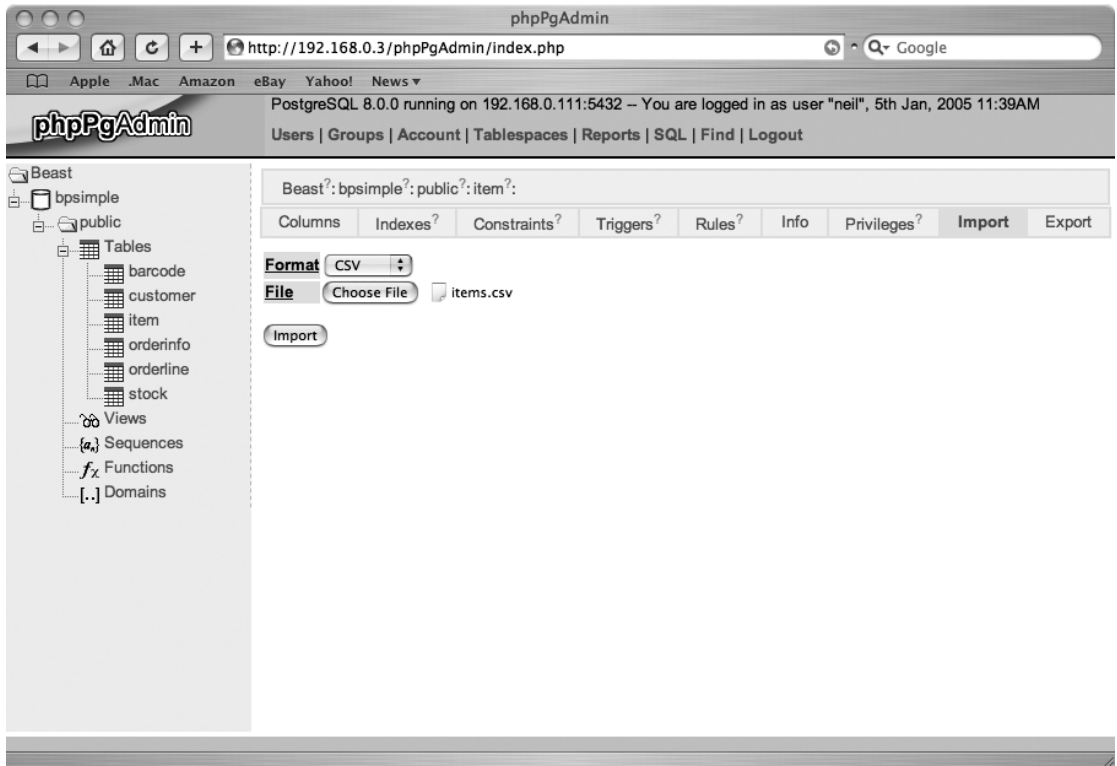 phpPgAdmin
http://192.168.0.3/phpPgAdmin/index.php
Google
Apple .Mac Amazon eBay Yahoo! News
phpPgAdmin
PostgreSQL 8.0.0 running on 192.168.0.111:5432 -- You are logged in as user "neil", 5th Jan, 2005 11:39AM
Users | Groups | Account | Tablespaces | Reports | SQL | Find | Logout
Beast
bpsimple
public
Tables
barcode
customer
item
orderinfo
orderline
stock
Views
Sequences
Functions
Domains
Beast?: bpsimple?: public?: item?:
Columns Indexes? Constraints? Triggers? Rules? Info Privileges? Import Export
Format CSV
File Choose File items.csv
Import